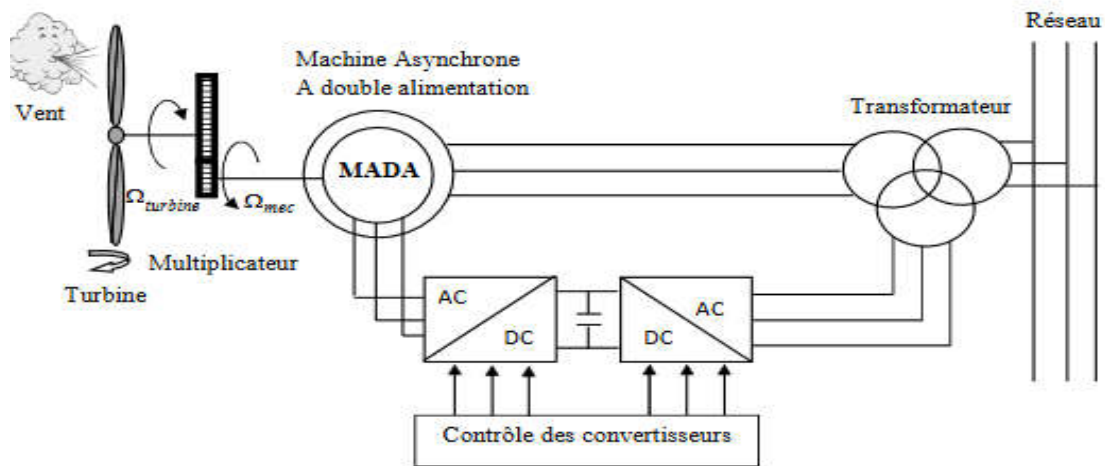 Réseau
Machine Asynchrone
A double alimentation
Vent
Transformateur
MADA
Ωturbine
Ωmec
Multiplicateur
Turbine
AC
DC
AC
DC
Contrôle des convertisseurs